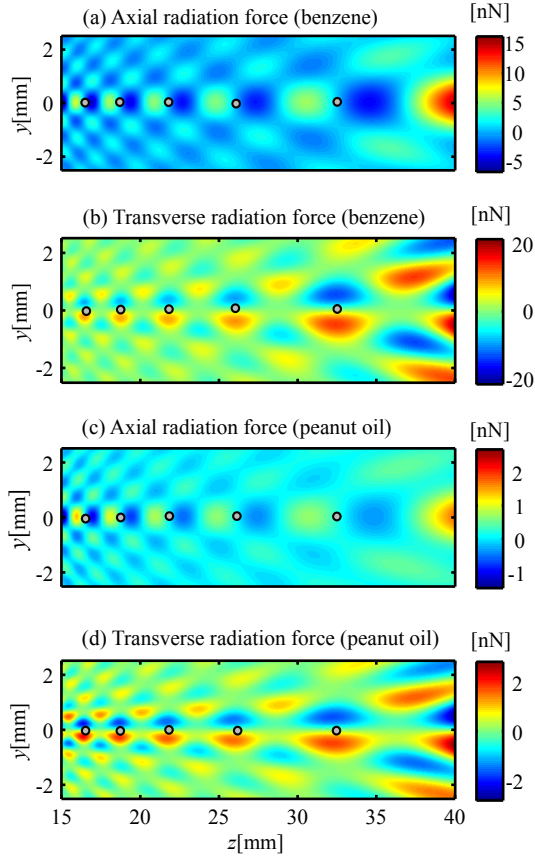 [nN]
(a) Axial radiation force (benzene)
2
0
-2
y[mm]
15
10
5
0
-5
(b) Transverse radiation force (benzene)
2
0
-2
y[mm]
[nN]
20
10
0
-10
-20
(c) Axial radiation force (peanut oil)
2
0
-2
y[mm]
[nN]
2
1
0
-1
(d) Transverse radiation force (peanut oil)
2
0
-2
y[mm]
[nN]
2
0
-2
15 20 25 30 35 40
z[mm]